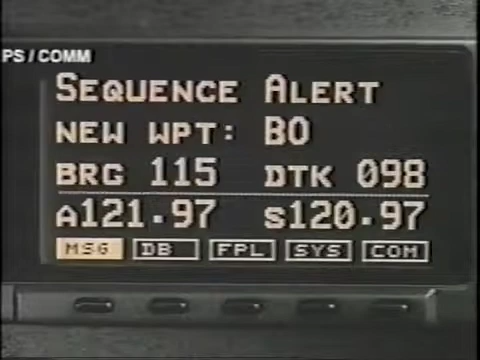 PS / COMM
SEQUENCE ALERT
NEW WPT: BO
BRG 115 DTK 098
A121.97 S120.97
MSG DB FPL SYS COM